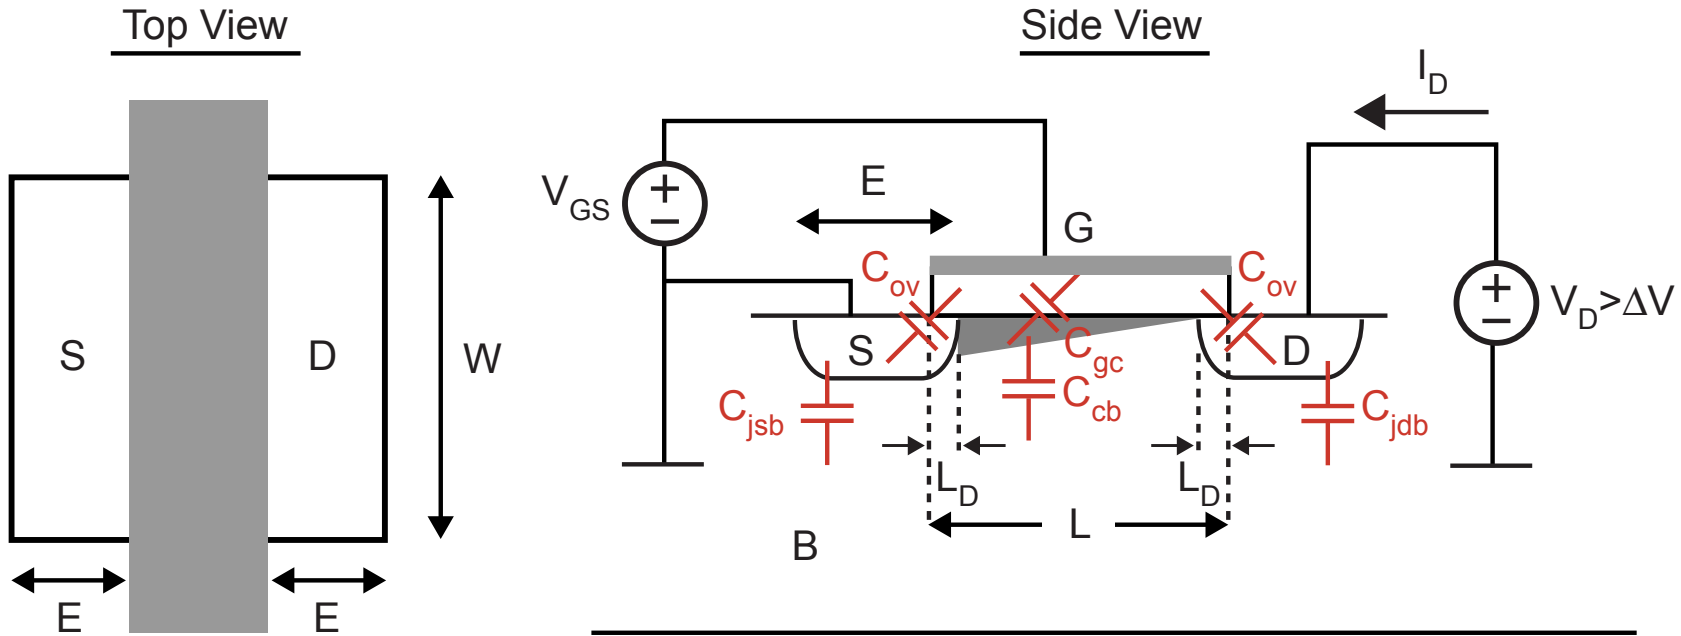 Top View
S
D
W
E
E
Side View
I_D
V_GS
+
−
E
G
C_ov
C_ov
+
−
V_D>ΔV
S
D
C_gc
C_cb
C_jsb
C_jdb
L_D
L_D
L
B